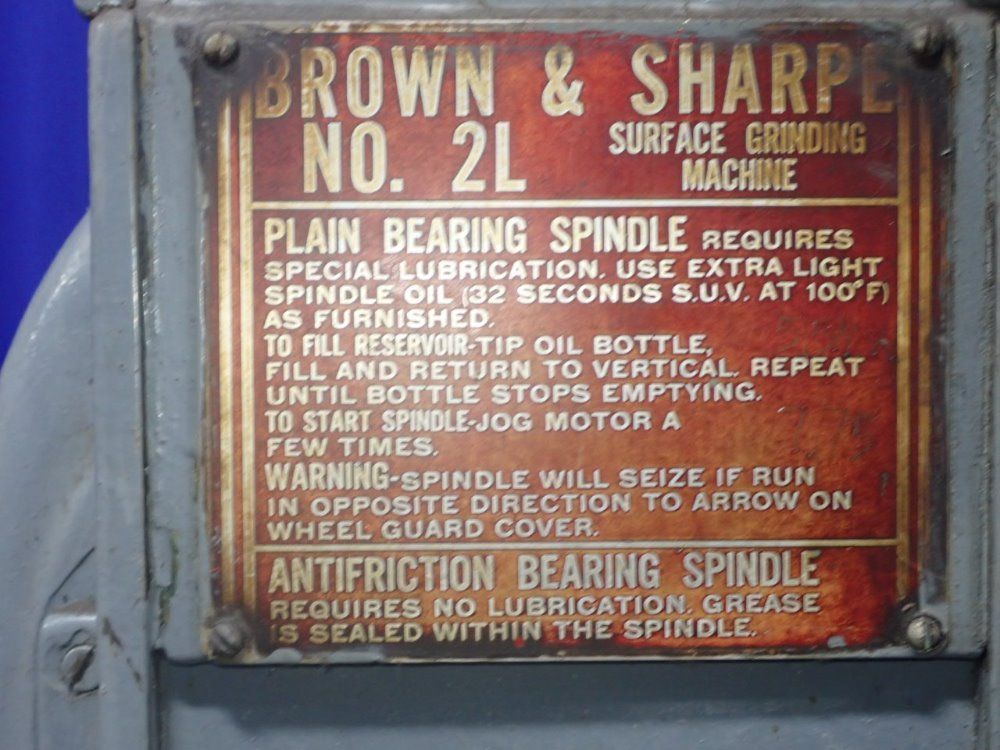 BROWN & SHARPE
NO. 2L SURFACE GRINDING
MACHINE
PLAIN BEARING SPINDLE REQUIRES
SPECIAL LUBRICATION. USE EXTRA LIGHT
SPINDLE OIL (32 SECONDS S.U.V. AT 100°F)
AS FURNISHED.
TO FILL RESERVOIR-TIP OIL BOTTLE,
FILL AND RETURN TO VERTICAL. REPEAT
UNTIL BOTTLE STOPS EMPTYING.
TO START SPINDLE-JOG MOTOR A
FEW TIMES.
WARNING-SPINDLE WILL SEIZE IF RUN
IN OPPOSITE DIRECTION TO ARROW ON
WHEEL GUARD COVER.
ANTIFRICTION BEARING SPINDLE
REQUIRES NO LUBRICATION. GREASE
IS SEALED WITHIN THE SPINDLE.